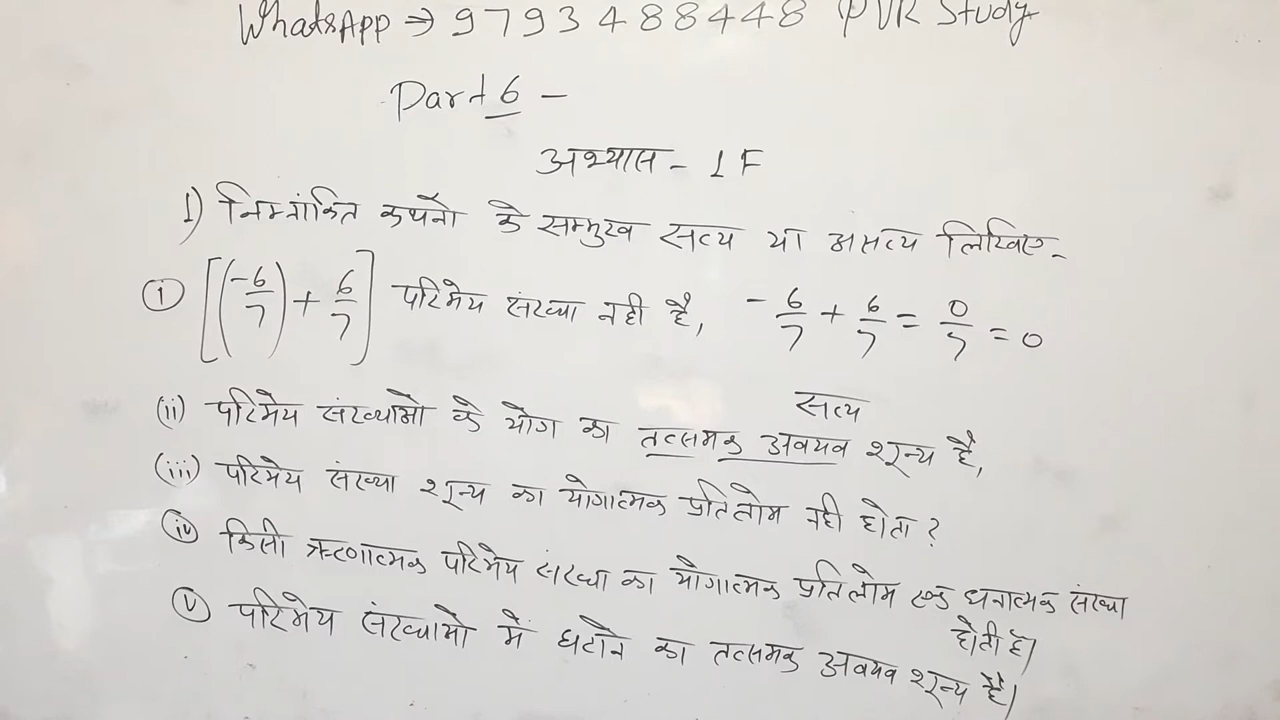 WhatsApp ⇒ 9793488448 PVR Study
Part 6 -
अभ्यास - 1F
1) निम्नांकित कथनो के सम्मुख सत्य या असत्य लिखिए-
(i) [(-6/7) + 6/7] परिमेय संख्या नही है, -6/7 + 6/7 = 0/7 = 0
सत्य
(ii) परिमेय संख्याओ के योग का तत्समक अवयव शून्य है,
(iii) परिमेय संख्या शून्य का योगात्मक प्रतिलोम नही होता ?
(iv) किसी ऋणात्मक परिमेय संख्या का योगात्मक प्रतिलोम एक धनात्मक संख्या
होती है।
(v) परिमेय संख्याओ में घटाने का तत्समक अवयव शून्य है।